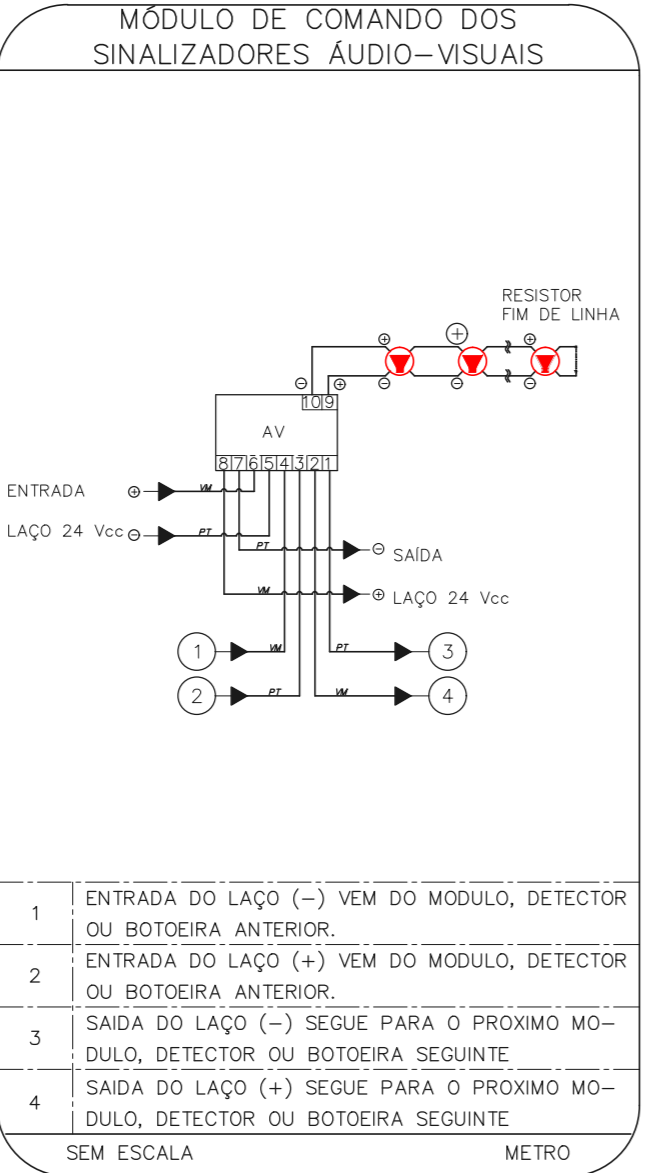 MÓDULO DE COMANDO DOS
SINALIZADORES ÁUDIO-VISUAIS
RESISTOR
FIM DE LINHA
10 9
AV
8 7 6 5 4 3 2 1
ENTRADA
VM
LAÇO 24 Vcc
PT
PT
SAÍDA
VM
LAÇO 24 Vcc
1
VM
PT
3
2
PT
VM
4
1
ENTRADA DO LAÇO (-) VEM DO MODULO, DETECTOR
OU BOTOEIRA ANTERIOR.
2
ENTRADA DO LAÇO (+) VEM DO MODULO, DETECTOR
OU BOTOEIRA ANTERIOR.
3
SAIDA DO LAÇO (-) SEGUE PARA O PROXIMO MO-
DULO, DETECTOR OU BOTOEIRA SEGUINTE
4
SAIDA DO LAÇO (+) SEGUE PARA O PROXIMO MO-
DULO, DETECTOR OU BOTOEIRA SEGUINTE
SEM ESCALA
METRO